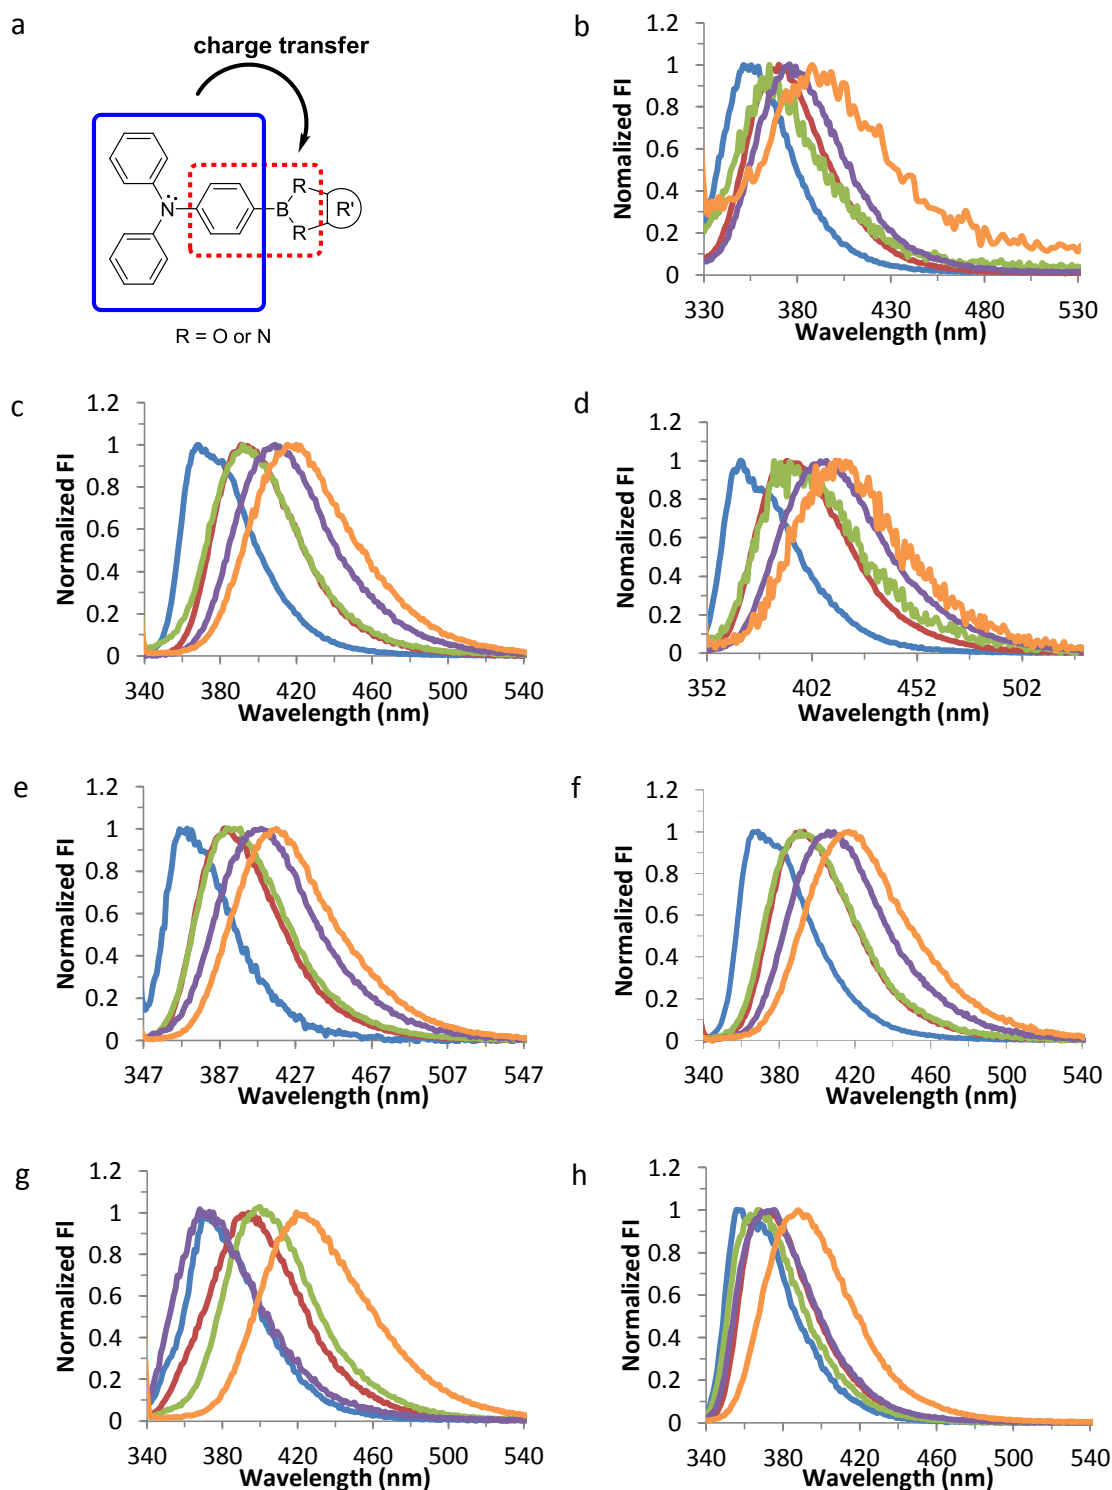 a
charge transfer
N
B
R
R
R'
R = O or N
b
Nomalized FI
1.2
1
0.8
0.6
0.4
0.2
0
330 380 430 480 530
Wavelength (nm)
c
Normalized FI
1.2
1
0.8
0.6
0.4
0.2
0
340 380 420 460 500 540
Wavelength (nm)
d
Nomalized FI
1.2
1
0.8
0.6
0.4
0.2
0
352 402 452 502
Wavelength (nm)
e
Normalized FI
1.2
1
0.8
0.6
0.4
0.2
0
347 387 427 467 507 547
Wavelength (nm)
f
Normalized FI
1.2
1
0.8
0.6
0.4
0.2
0
340 380 420 460 500 540
Wavelength (nm)
g
Normalized FI
1.2
1
0.8
0.6
0.4
0.2
0
340 380 420 460 500 540
Wavelength (nm)
h
Normalized FI
1.2
1
0.8
0.6
0.4
0.2
0
340 380 420 460 500 540
Wavelength (nm)